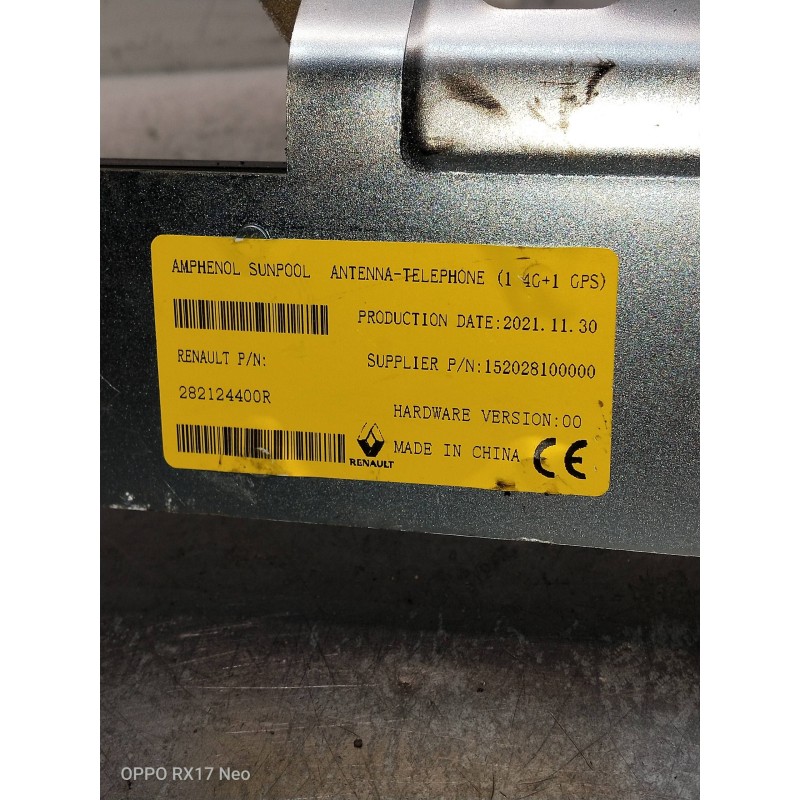 AMPHENOL SUNPOOL ANTENNA-TELEPHONE (1 4G+1 GPS)
PRODUCTION DATE:2021.11.30
RENAULT P/N:
SUPPLIER P/N:152028100000
282124400R
HARDWARE VERSION:00
RENAULT
MADE IN CHINA CE
OPPO RX17 Neo